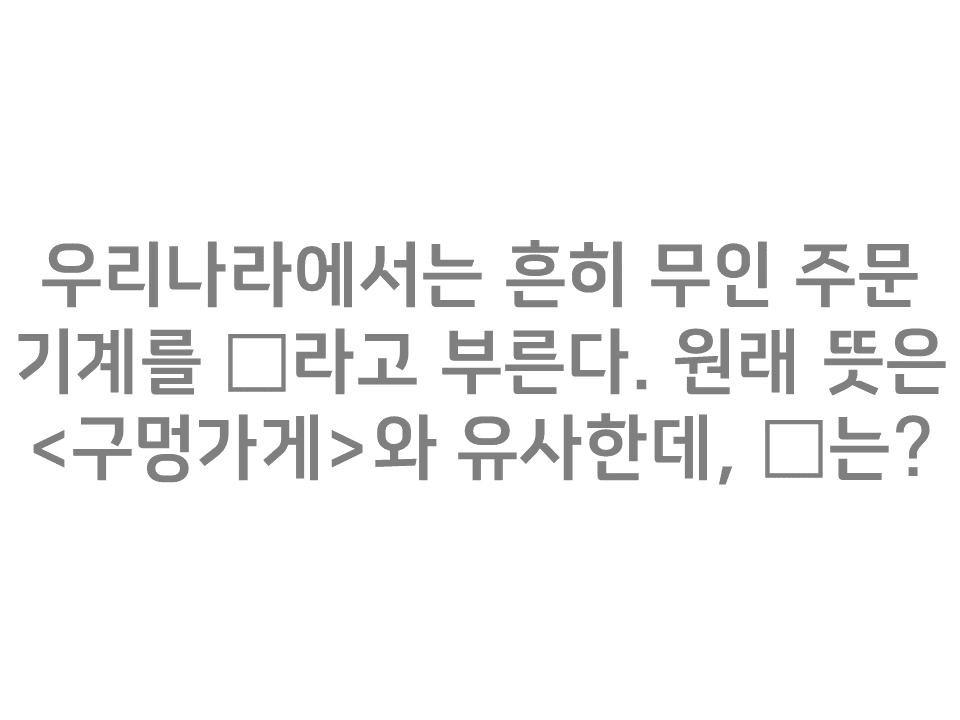 우리나라에서는 흔히 무인 주문
기계를 □라고 부른다. 원래 뜻은
<구멍가게>와 유사한데, □는?